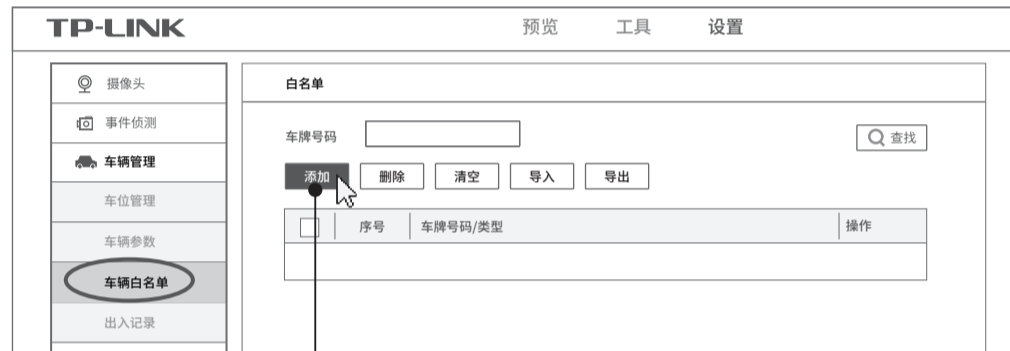 TP-LINK 预览 工具 设置
摄像头
事件侦测
车辆管理
车位管理
车辆参数
车辆白名单
出入记录
白名单
车牌号码 查找
添加 删除 清空 导入 导出
序号 车牌号码/类型 操作